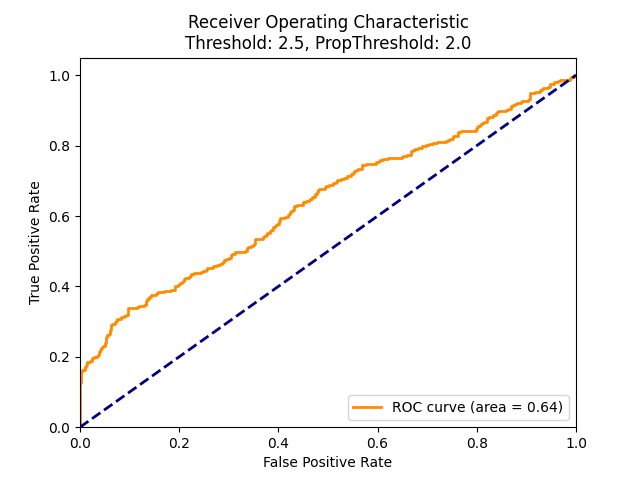 Receiver Operating Characteristic
Threshold: 2.5, PropThreshold: 2.0
1.0
0.8
0.6
0.4
0.2
0.0
True Positive Rate
ROC curve (area = 0.64)
0.0 0.2 0.4 0.6 0.8 1.0
False Positive Rate